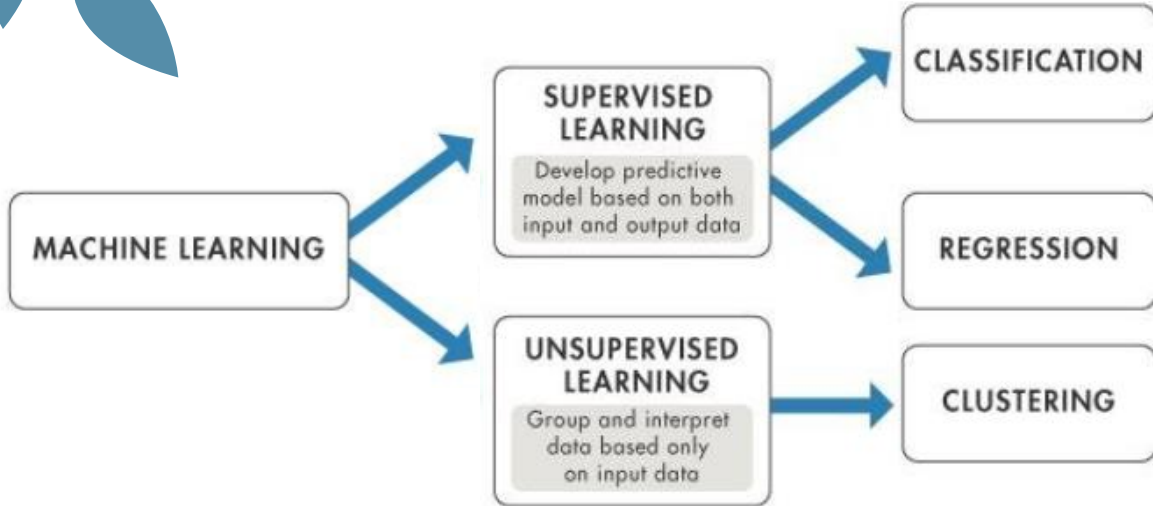 MACHINE LEARNING
SUPERVISED
LEARNING
Develop predictive
model based on both
input and output data
UNSUPERVISED
LEARNING
Group and interpret
data based only
on input data
CLASSIFICATION
REGRESSION
CLUSTERING